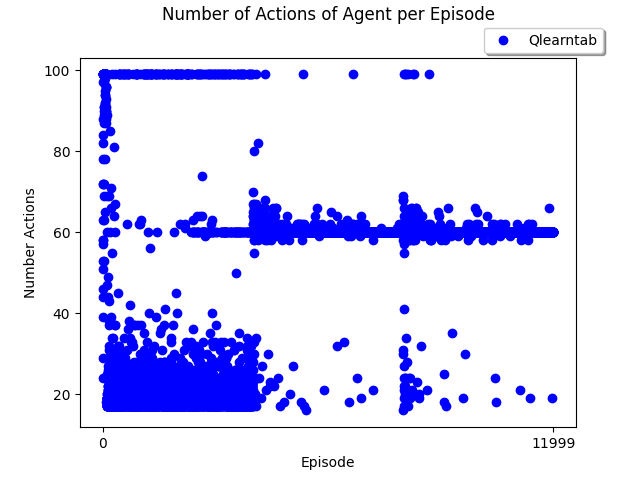 Number of Actions of Agent per Episode
Qlearntab
100
80
60
40
20
Number Actions
0
11999
Episode